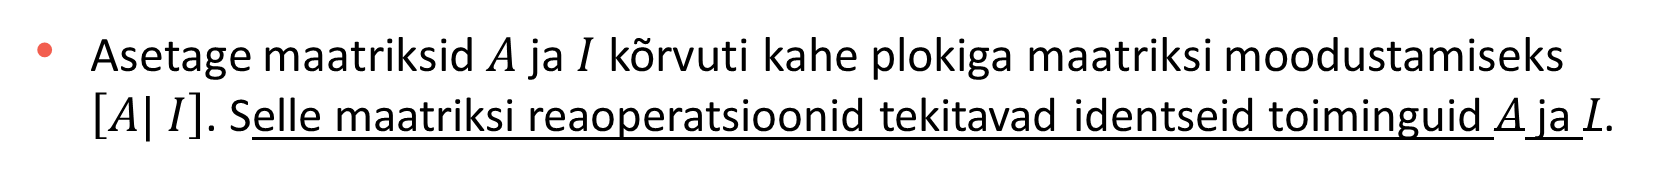 • Asetage maatriksid A ja I kõrvuti kahe plokiga maatriksi moodustamiseks
[A| I]. Selle maatriksi reaoperatsioonid tekitavad identseid toiminguid A ja I.